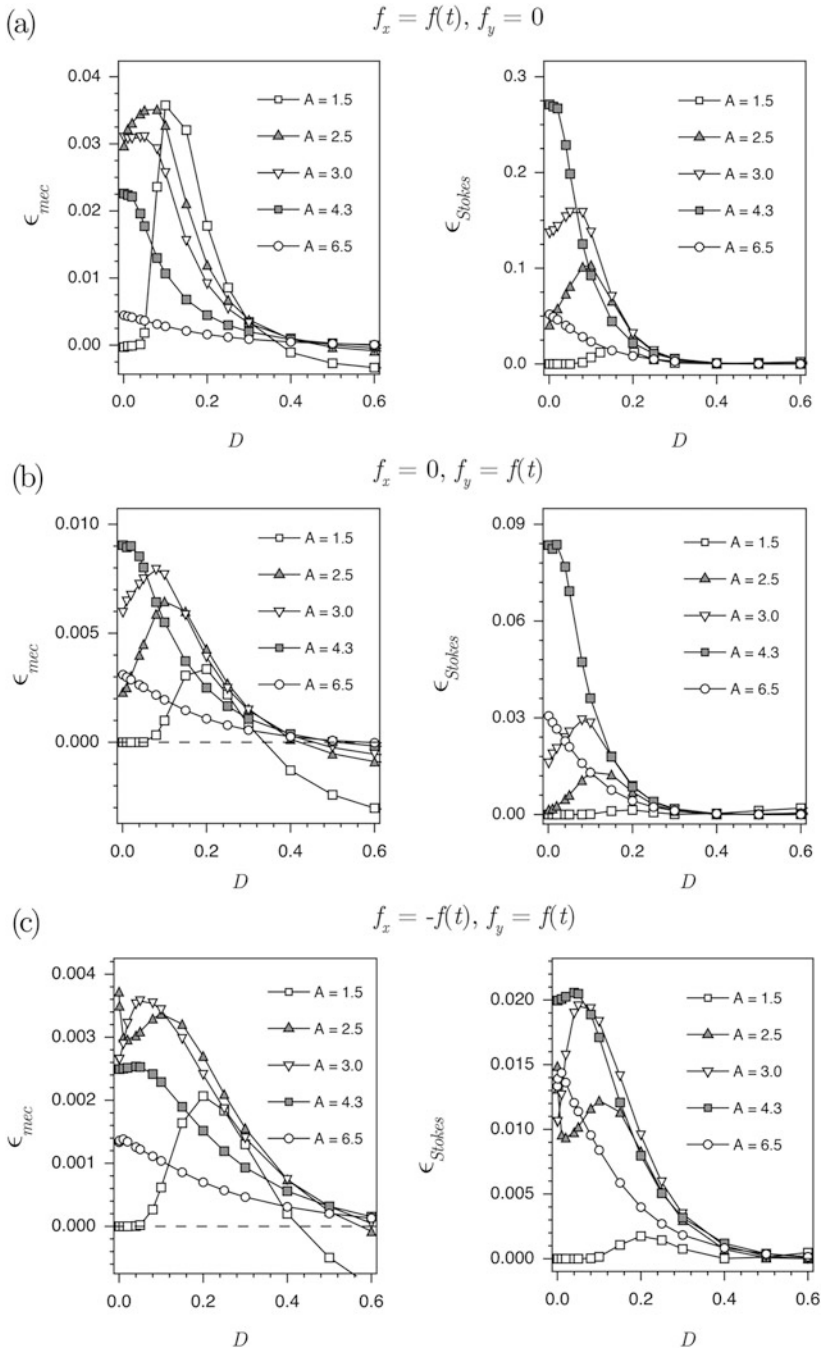 (a)
f_x = f(t), f_y = 0
0.04
0.03
0.02
0.01
0.00
ϵ_mec
A = 1.5
A = 2.5
A = 3.0
A = 4.3
A = 6.5
0.0 0.2 0.4 0.6
D
0.3
0.2
0.1
0.0
ϵ_Stokes
A = 1.5
A = 2.5
A = 3.0
A = 4.3
A = 6.5
0.0 0.2 0.4 0.6
D
(b)
f_x = 0, f_y = f(t)
0.010
0.005
0.000
ϵ_mec
A = 1.5
A = 2.5
A = 3.0
A = 4.3
A = 6.5
0.0 0.2 0.4 0.6
D
0.09
0.06
0.03
0.00
ϵ_Stokes
A = 1.5
A = 2.5
A = 3.0
A = 4.3
A = 6.5
0.0 0.2 0.4 0.6
D
(c)
f_x = -f(t), f_y = f(t)
0.004
0.003
0.002
0.001
0.000
ϵ_mec
A = 1.5
A = 2.5
A = 3.0
A = 4.3
A = 6.5
0.0 0.2 0.4 0.6
D
0.020
0.015
0.010
0.005
0.000
ϵ_Stokes
A = 1.5
A = 2.5
A = 3.0
A = 4.3
A = 6.5
0.0 0.2 0.4 0.6
D